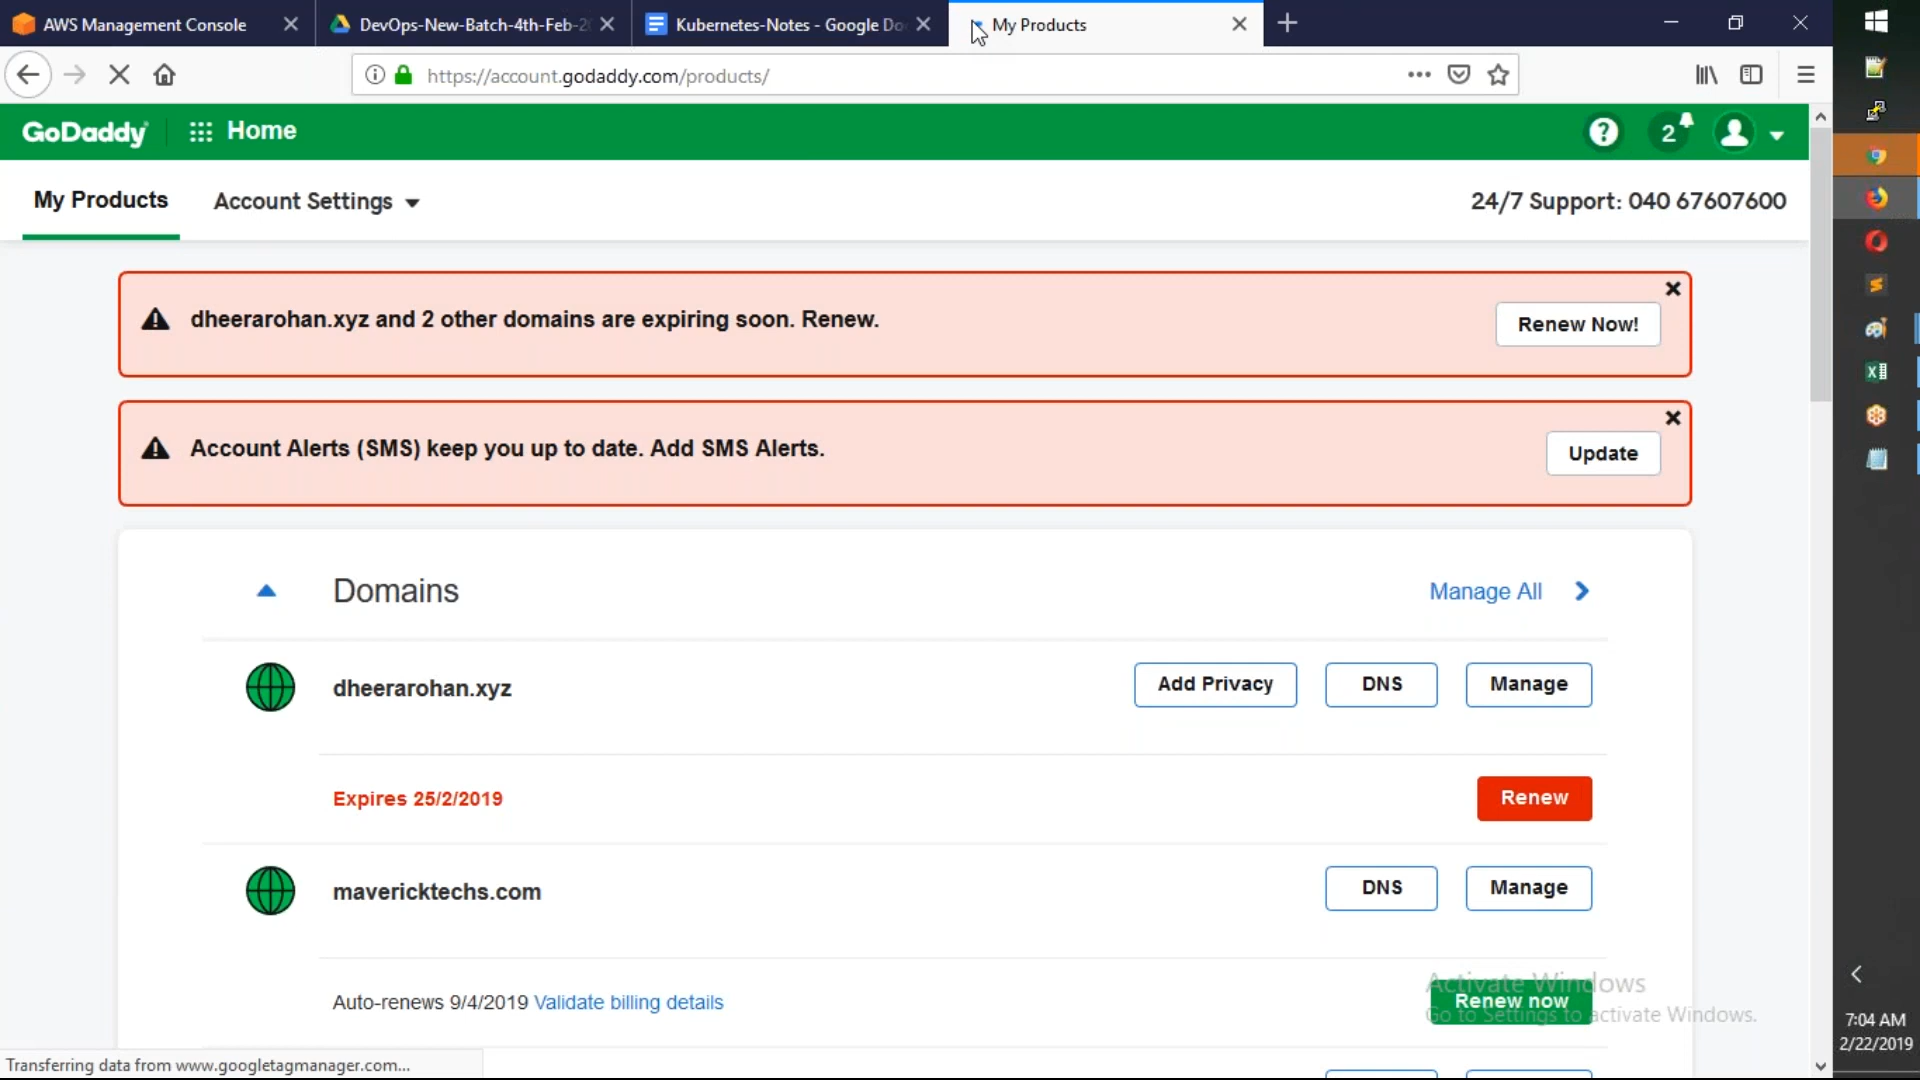 AWS Management Console
DevOps-New-Batch-4th-Feb-2
Kubernetes-Notes - Google Do
My Products
https://account.godaddy.com/products/
GoDaddy
Home
2
My Products
Account Settings
24/7 Support: 040 67607600
dheerarohan.xyz and 2 other domains are expiring soon. Renew.
Renew Now!
Account Alerts (SMS) keep you up to date. Add SMS Alerts.
Update
Domains
Manage All
dheerarohan.xyz
Add Privacy
DNS
Manage
Expires 25/2/2019
Renew
mavericktechs.com
DNS
Manage
Auto-renews 9/4/2019 Validate billing details
Renew now
Activate Windows
Go to Settings to activate Windows.
Transferring data from www.googletagmanager.com...
7:04 AM
2/22/2019